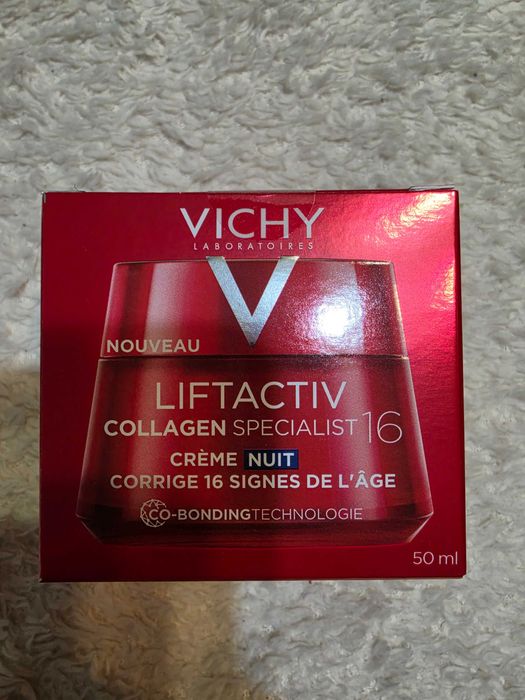 VICHY
LABORATOIRES
V
NOUVEAU
LIFTACTIV
COLLAGEN SPECIALIST 16
CRÈME NUIT
CORRIGE 16 SIGNES DE L'ÂGE
CO-BONDINGTECHNOLOGIE
50 ml